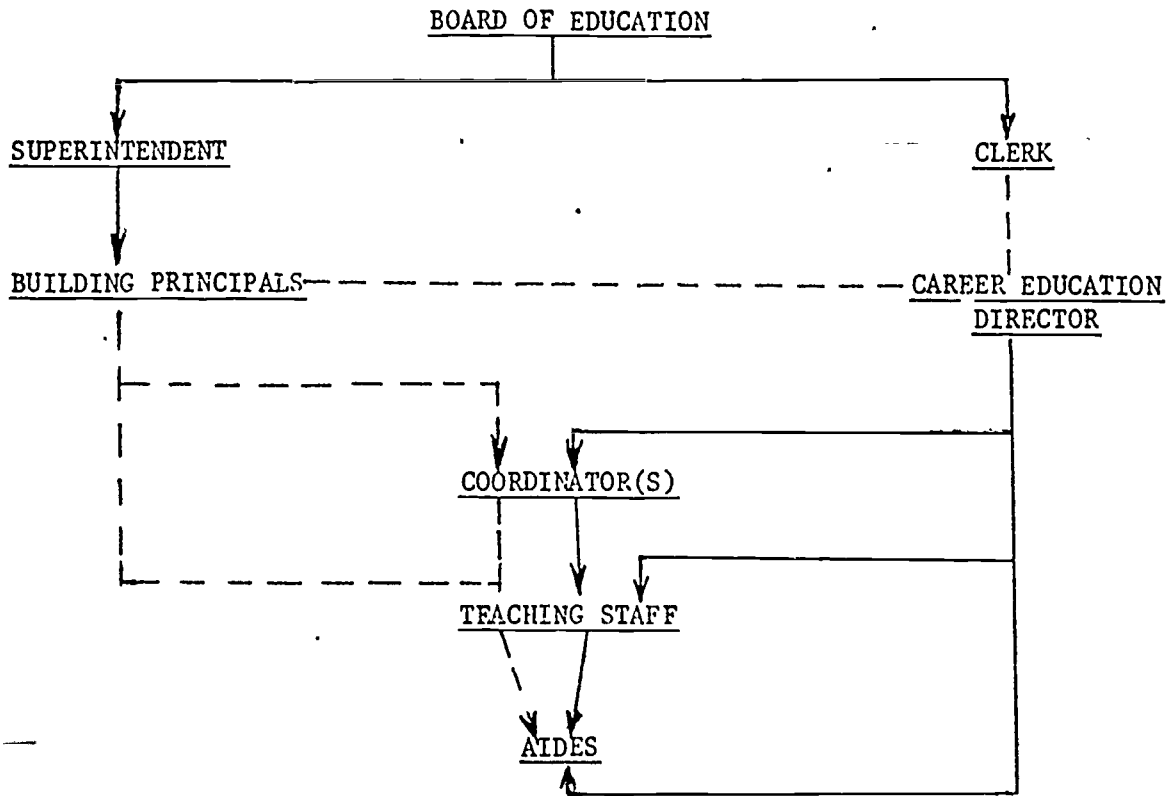 BOARD OF EDUCATION
SUPERINTENDENT
CLERK
BUILDING PRINCIPALS
CAREER EDUCATION
DIRECTOR
COORDINATOR(S)
TEACHING STAFF
AIDES